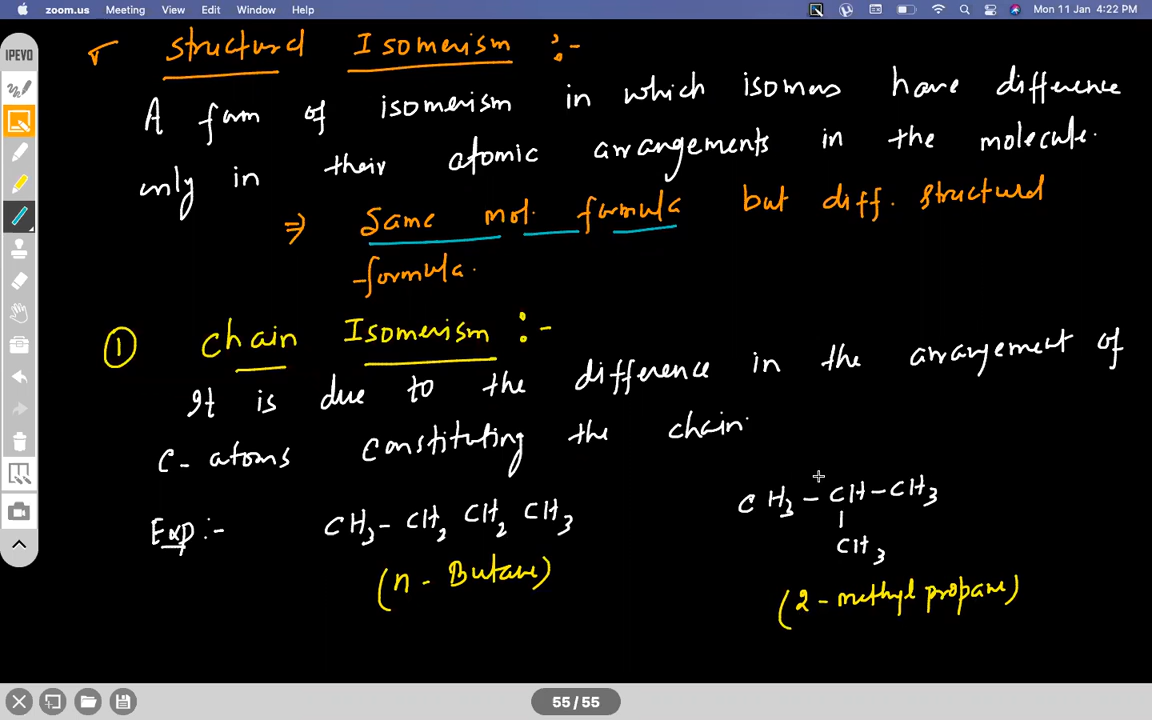 zoom.us Meeting View Edit Window Help Mon 11 Jan 4:22 PM
IPEVO
structural Isomerism :-
A form of isomerism in which isomers have difference
only in their atomic arrangements in the molecule.
⇒ Same mol. formula but diff. structural
formula.
① Chain Isomerism :-
It is due to the difference in the arrangement of
C-atoms constituting the chain.
Exp :- CH3 - CH2 CH2 CH3 CH3 - CH - CH3
CH3
(n - Butane) (2 - methyl propane)
55/55